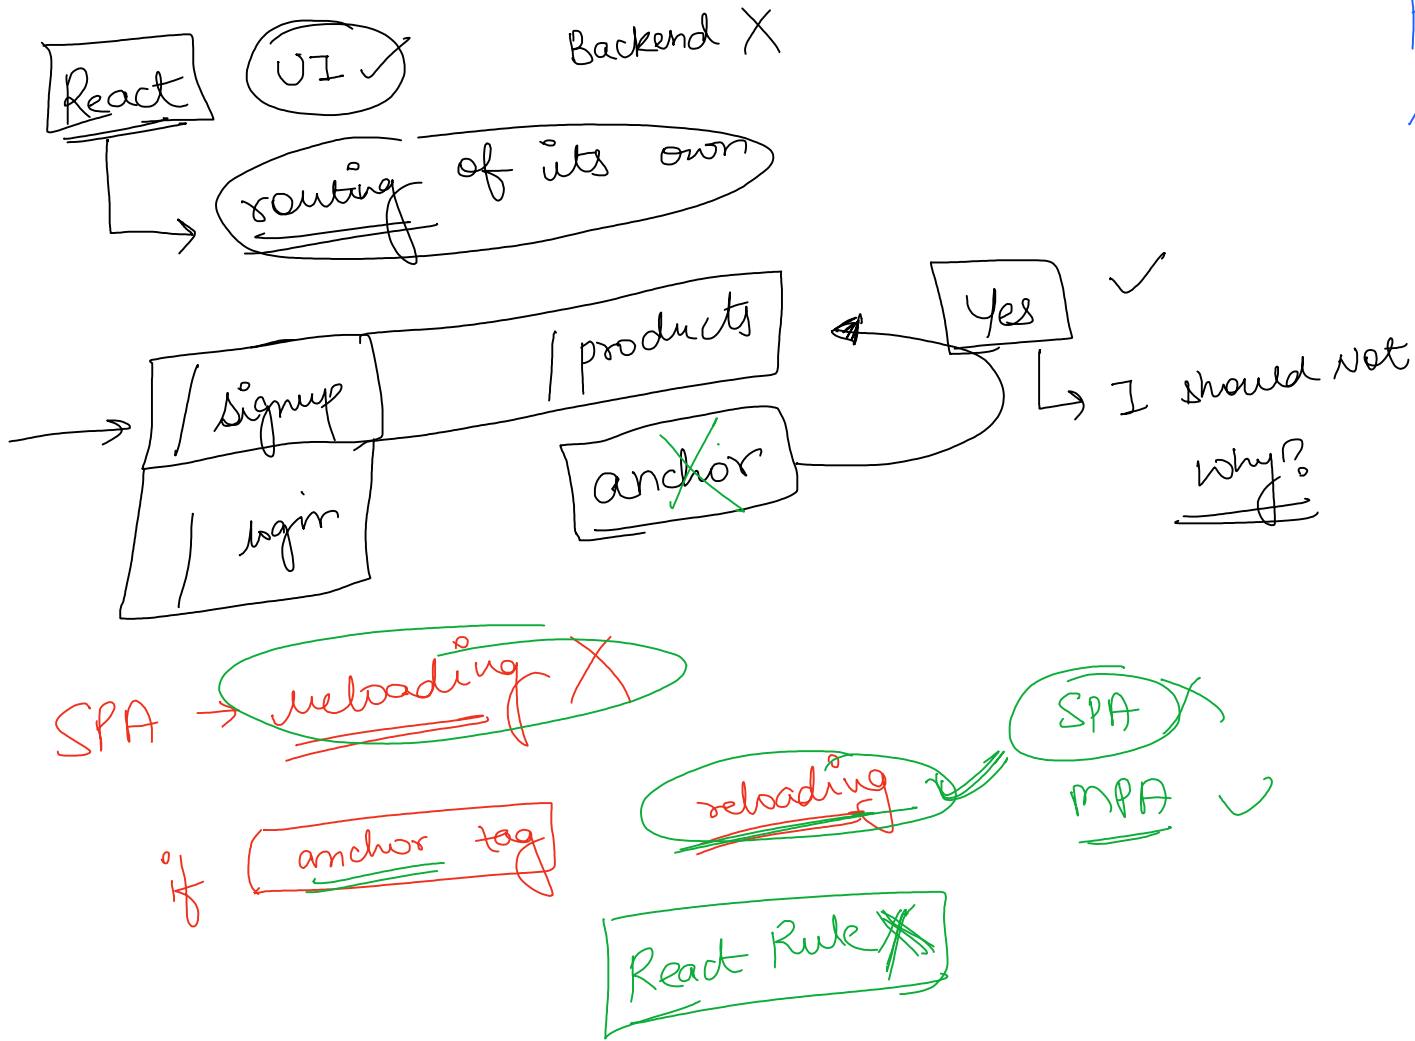 React UI Backend X
routing of its own
/ signup / products Yes
I should Not
anchor why?
/ login
SPA → reloading X
SPA X
reloading
MPA
if anchor tag
React Rule X